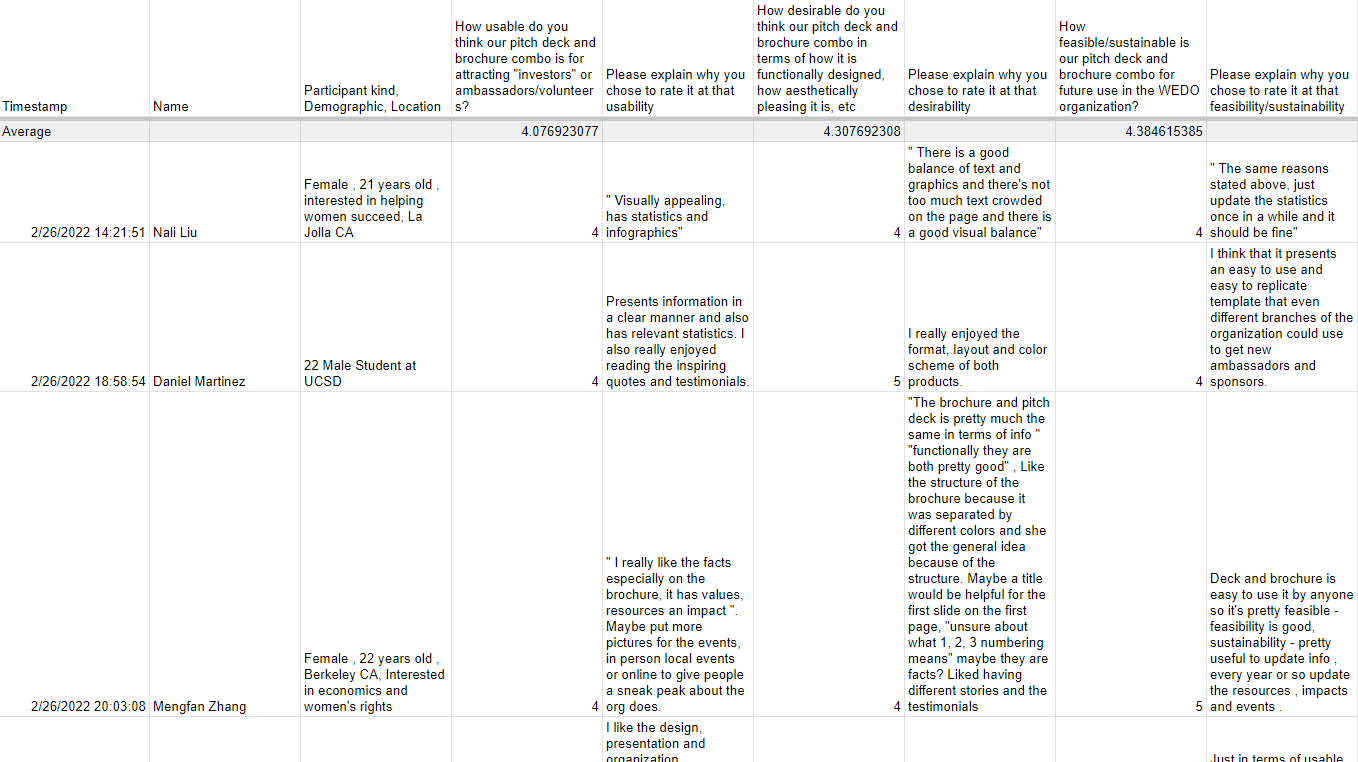 Timestamp
Name
Participant kind,
Demographic, Location
How usable do you
think our pitch deck and
brochure combo is for
attracting "investors" or
ambassadors/volunteer
s?
Please explain why you
chose to rate it at that
usability
How desirable do you
think our pitch deck and
brochure combo in
terms of how it is
functionally designed,
how aesthetically
pleasing it is, etc
Please explain why you
chose to rate it at that
desirability
How
feasible/sustainable is
our pitch deck and
brochure combo for
future use in the WEDO
organization?
Please explain why you
chose to rate it at that
feasibility/sustainability
Average
4.076923077
4.307692308
4.384615385
2/26/2022 14:21:51
Nali Liu
Female , 21 years old ,
interested in helping
women succeed, La
Jolla CA
4
" Visually appealing,
has statistics and
infographics"
4
" There is a good
balance of text and
graphics and there's not
too much text crowded
on the page and there is
a good visual balance"
4
" The same reasons
stated above, just
update the statistics
once in a while and it
should be fine"
2/26/2022 18:58:54
Daniel Martinez
22 Male Student at
UCSD
4
Presents information in
a clear manner and also
has relevant statistics. I
also really enjoyed
reading the inspiring
quotes and testimonials.
5
I really enjoyed the
format, layout and color
scheme of both
products.
4
I think that it presents
an easy to use and
easy to replicate
template that even
different branches of the
organization could use
to get new
ambassadors and
sponsors.
2/26/2022 20:03:08
Mengfan Zhang
Female , 22 years old ,
Berkeley CA, Interested
in economics and
women's rights
4
" I really like the facts
especially on the
brochure, it has values,
resources an impact ".
Maybe put more
pictures for the events,
in person local events
or online to give people
a sneak peak about the
org does.
4
"The brochure and pitch
deck is pretty much the
same in terms of info "
"functionally they are
both pretty good" , Like
the structure of the
brochure because it
was separated by
different colors and she
got the general idea
because of the
structure. Maybe a title
would be helpful for the
first slide on the first
page, "unsure about
what 1, 2, 3 numbering
means" maybe they are
facts? Liked having
different stories and the
testimonials
5
Deck and brochure is
easy to use it by anyone
so it's pretty feasible -
feasibility is good,
sustainability - pretty
useful to update info ,
every year or so update
the resources , impacts
and events .
I like the design,
presentation and
organization
Just in terms of usable